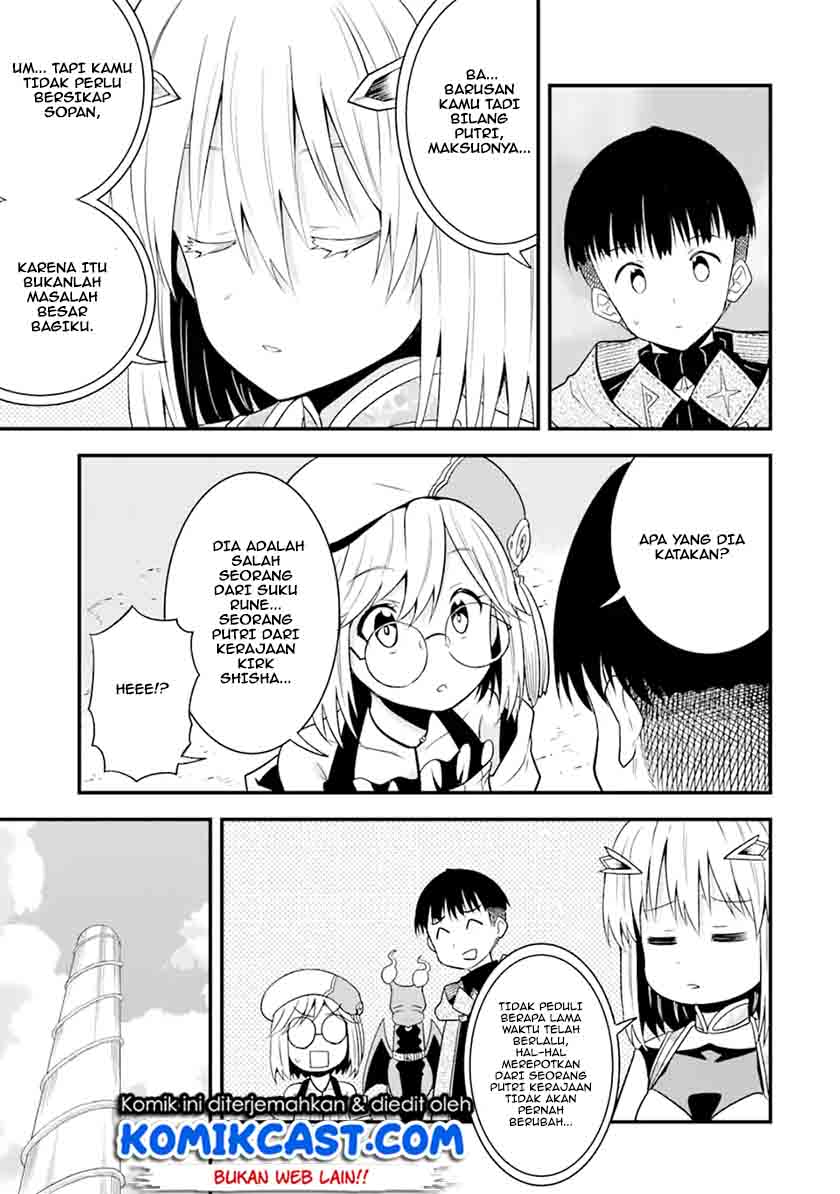 BA...
BARUSAN
KAMU TADI
BILANG
PUTRI,
MAKSUDNYA...
UM... TAPI KAMU
TIDAK PERLU
BERSIKAP
SOPAN,
KARENA ITU
BUKANLAH
MASALAH
BESAR
BAGIKU.
APA YANG DIA
KATAKAN?
DIA ADALAH
SALAH
SEORANG
DARI SUKU
RUNE...
SEORANG
PUTRI DARI
KERAJAAN
KIRK
SHISHA...
HEEE!?
TIDAK PEDULI
BERAPA LAMA
WAKTU TELAH
BERLALU,
HAL-HAL
MEREPOTKAN
DARI SEORANG
PUTRI KERAJAAN
TIDAK AKAN
PERNAH
BERUBAH...
Komik ini diterjemahkan & diedit oleh
KOMIKCAST.COM
BUKAN WEB LAIN!!